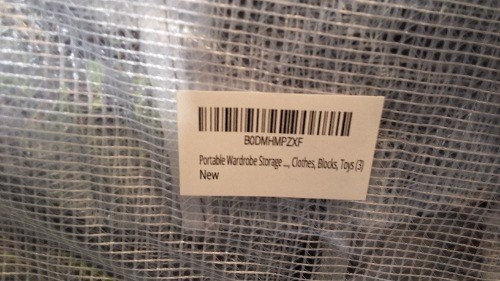 B0DMHMPZXF
Portable Wardrobe Storage ..., Clothes, Blocks, Toys (3)
New